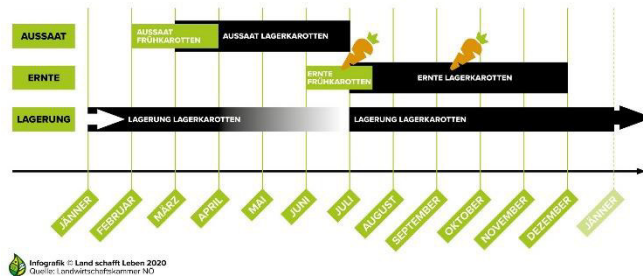 AUSSAAT
AUSSAAT
FRÜHKAROTTEN
AUSSAAT LAGERKAROTTEN
ERNTE
ERNTE
FRÜHKAROTTEN
ERNTE LAGERKAROTTEN
LAGERUNG
LAGERUNG LAGERKAROTTEN
LAGERUNG LAGERKAROTTEN
JÄNNER
FEBRUAR
MÄRZ
APRIL
MAI
JUNI
JULI
AUGUST
SEPTEMBER
OKTOBER
NOVEMBER
DEZEMBER
JÄNNER
Infografik © Land schafft Leben 2020
Quelle: Landwirtschaftskammer NÖ